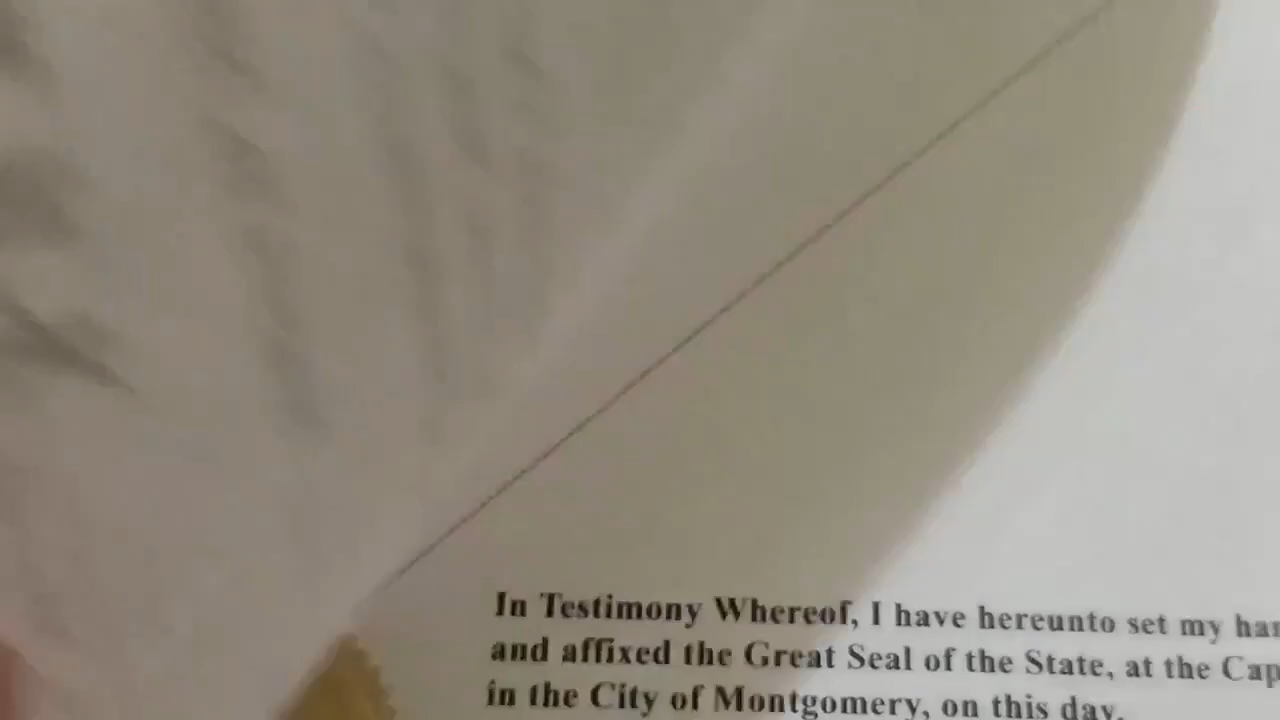 In Testimony Whereof, I have hereunto set my
and affixed the Great Seal of the State, at the
in the City of Montgomery, on this day.